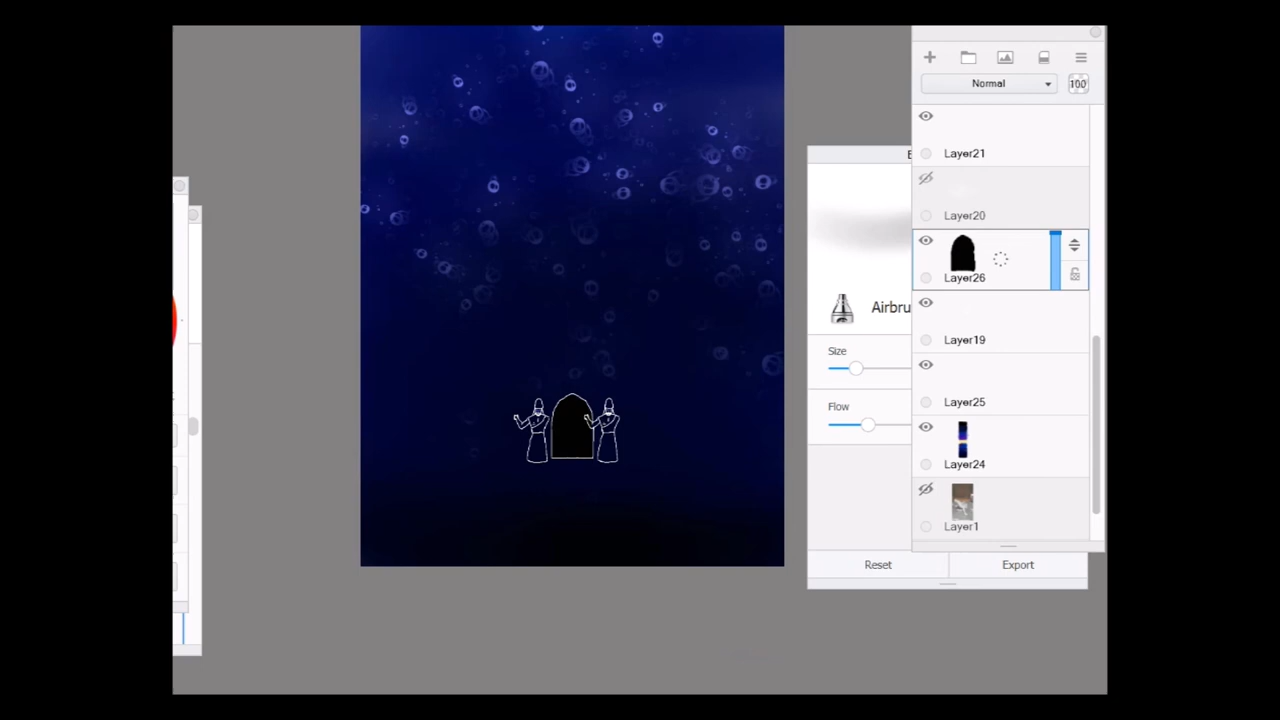 Normal
100
Layer21
Layer20
Layer26
Layer19
Layer25
Layer24
Layer1
Airbru
Size
Flow
Reset
Export